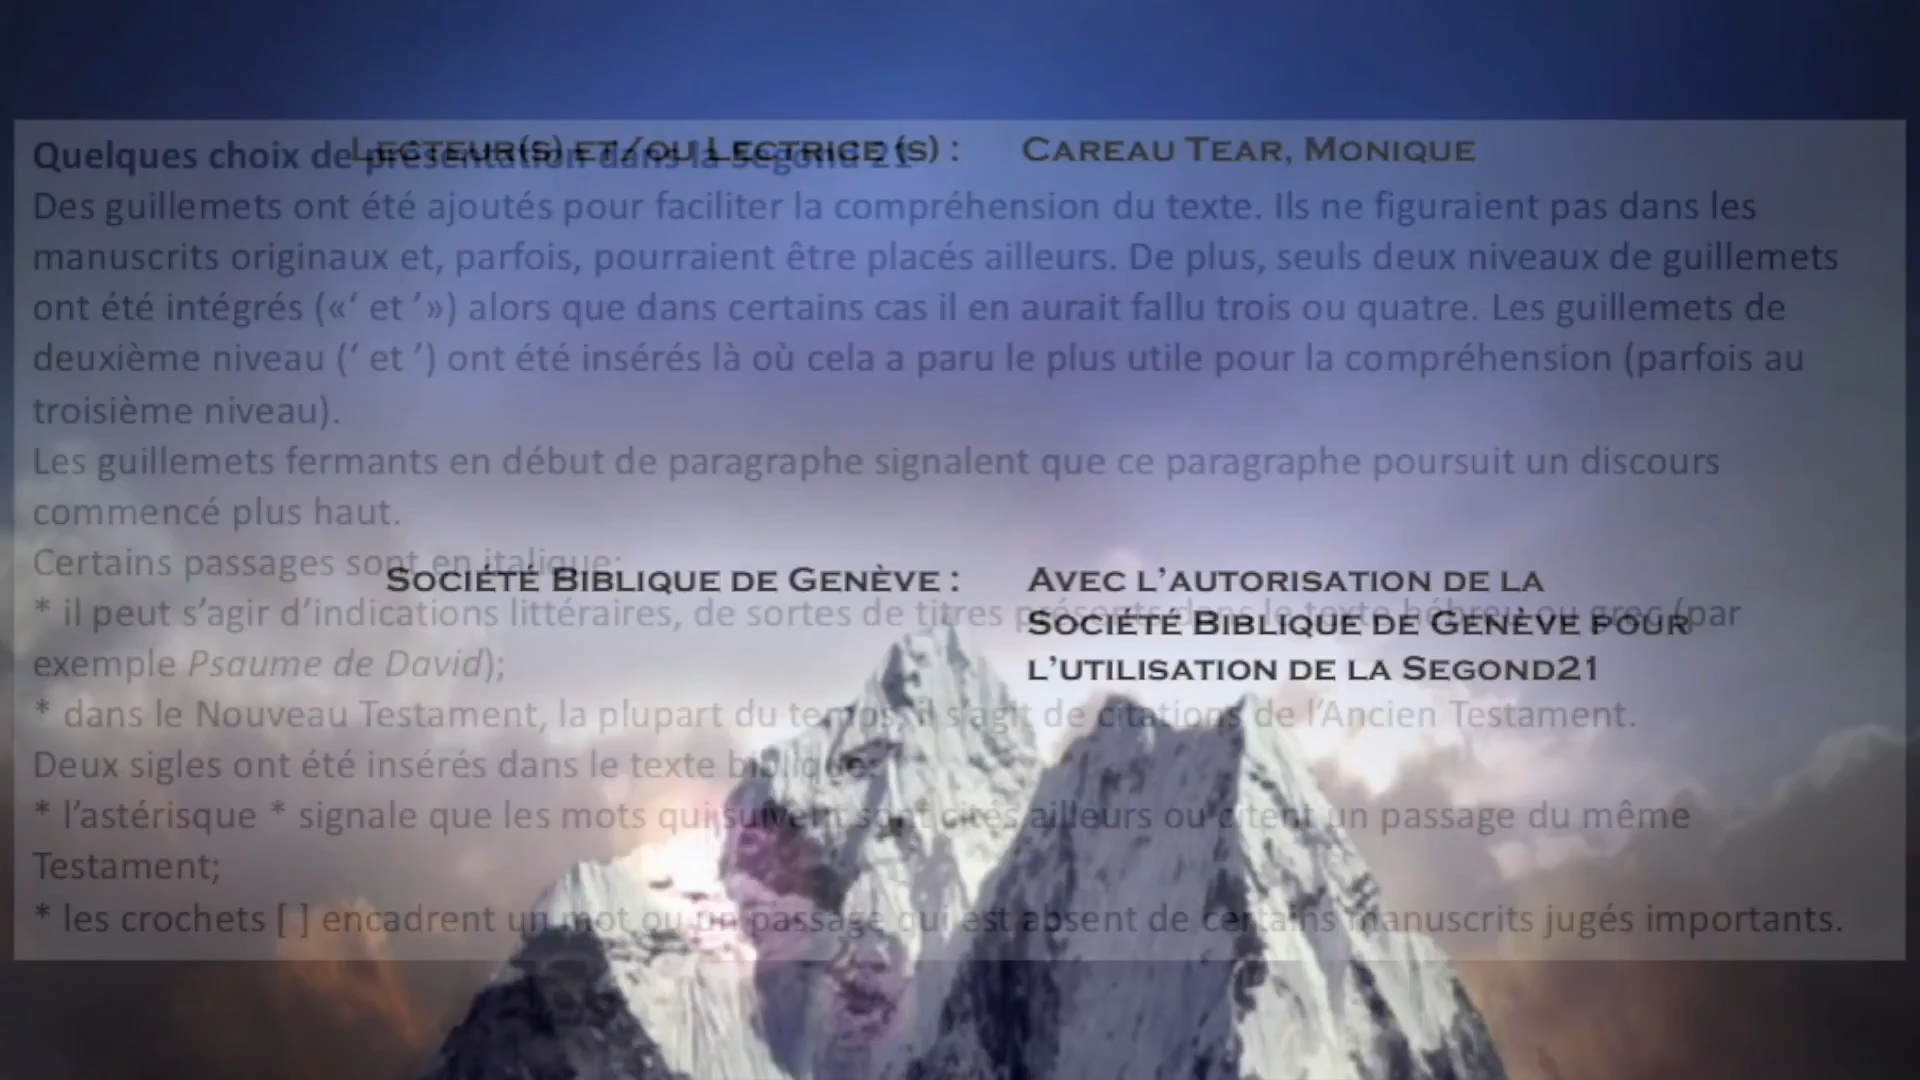 Quelques choix de présentation dans la Segond 21
Lecteur(s) et/ou Lectrice (s) : Careau Tear, Monique
Des guillemets ont été ajoutés pour faciliter la compréhension du texte. Ils ne figuraient pas dans les
manuscrits originaux et, parfois, pourraient être placés ailleurs. De plus, seuls deux niveaux de guillemets
ont été intégrés («‘ et ’») alors que dans certains cas il en aurait fallu trois ou quatre. Les guillemets de
deuxième niveau (‘ et ’) ont été insérés là où cela a paru le plus utile pour la compréhension (parfois au
troisième niveau).
Les guillemets fermants en début de paragraphe signalent que ce paragraphe poursuit un discours
commencé plus haut.
Certains passages sont en italique:
Société Biblique de Genève : Avec l’autorisation de la
* il peut s’agir d’indications littéraires, de sortes de titres présents dans le texte hébreu ou grec (par
Société Biblique de Genève pour
exemple Psaume de David);
l’utilisation de la Segond21
* dans le Nouveau Testament, la plupart du temps, il s’agit de citations de l’Ancien Testament.
Deux sigles ont été insérés dans le texte biblique:
* l’astérisque * signale que les mots qui suivent sont cités ailleurs ou citent un passage du même
Testament;
* les crochets [ ] encadrent un mot ou un passage qui est absent de certains manuscrits jugés importants.